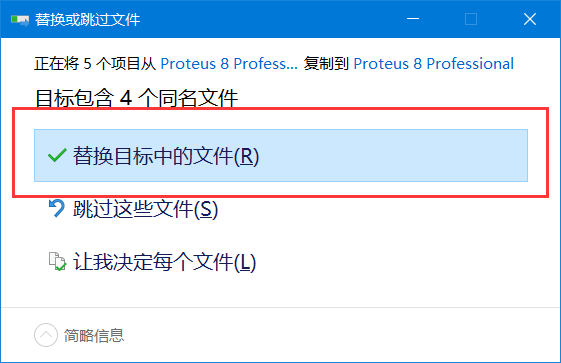 替换或跳过文件
正在将 5 个项目从 Proteus 8 Profess... 复制到 Proteus 8 Professional
目标包含 4 个同名文件
替换目标中的文件(R)
跳过这些文件(S)
让我决定每个文件(L)
简略信息